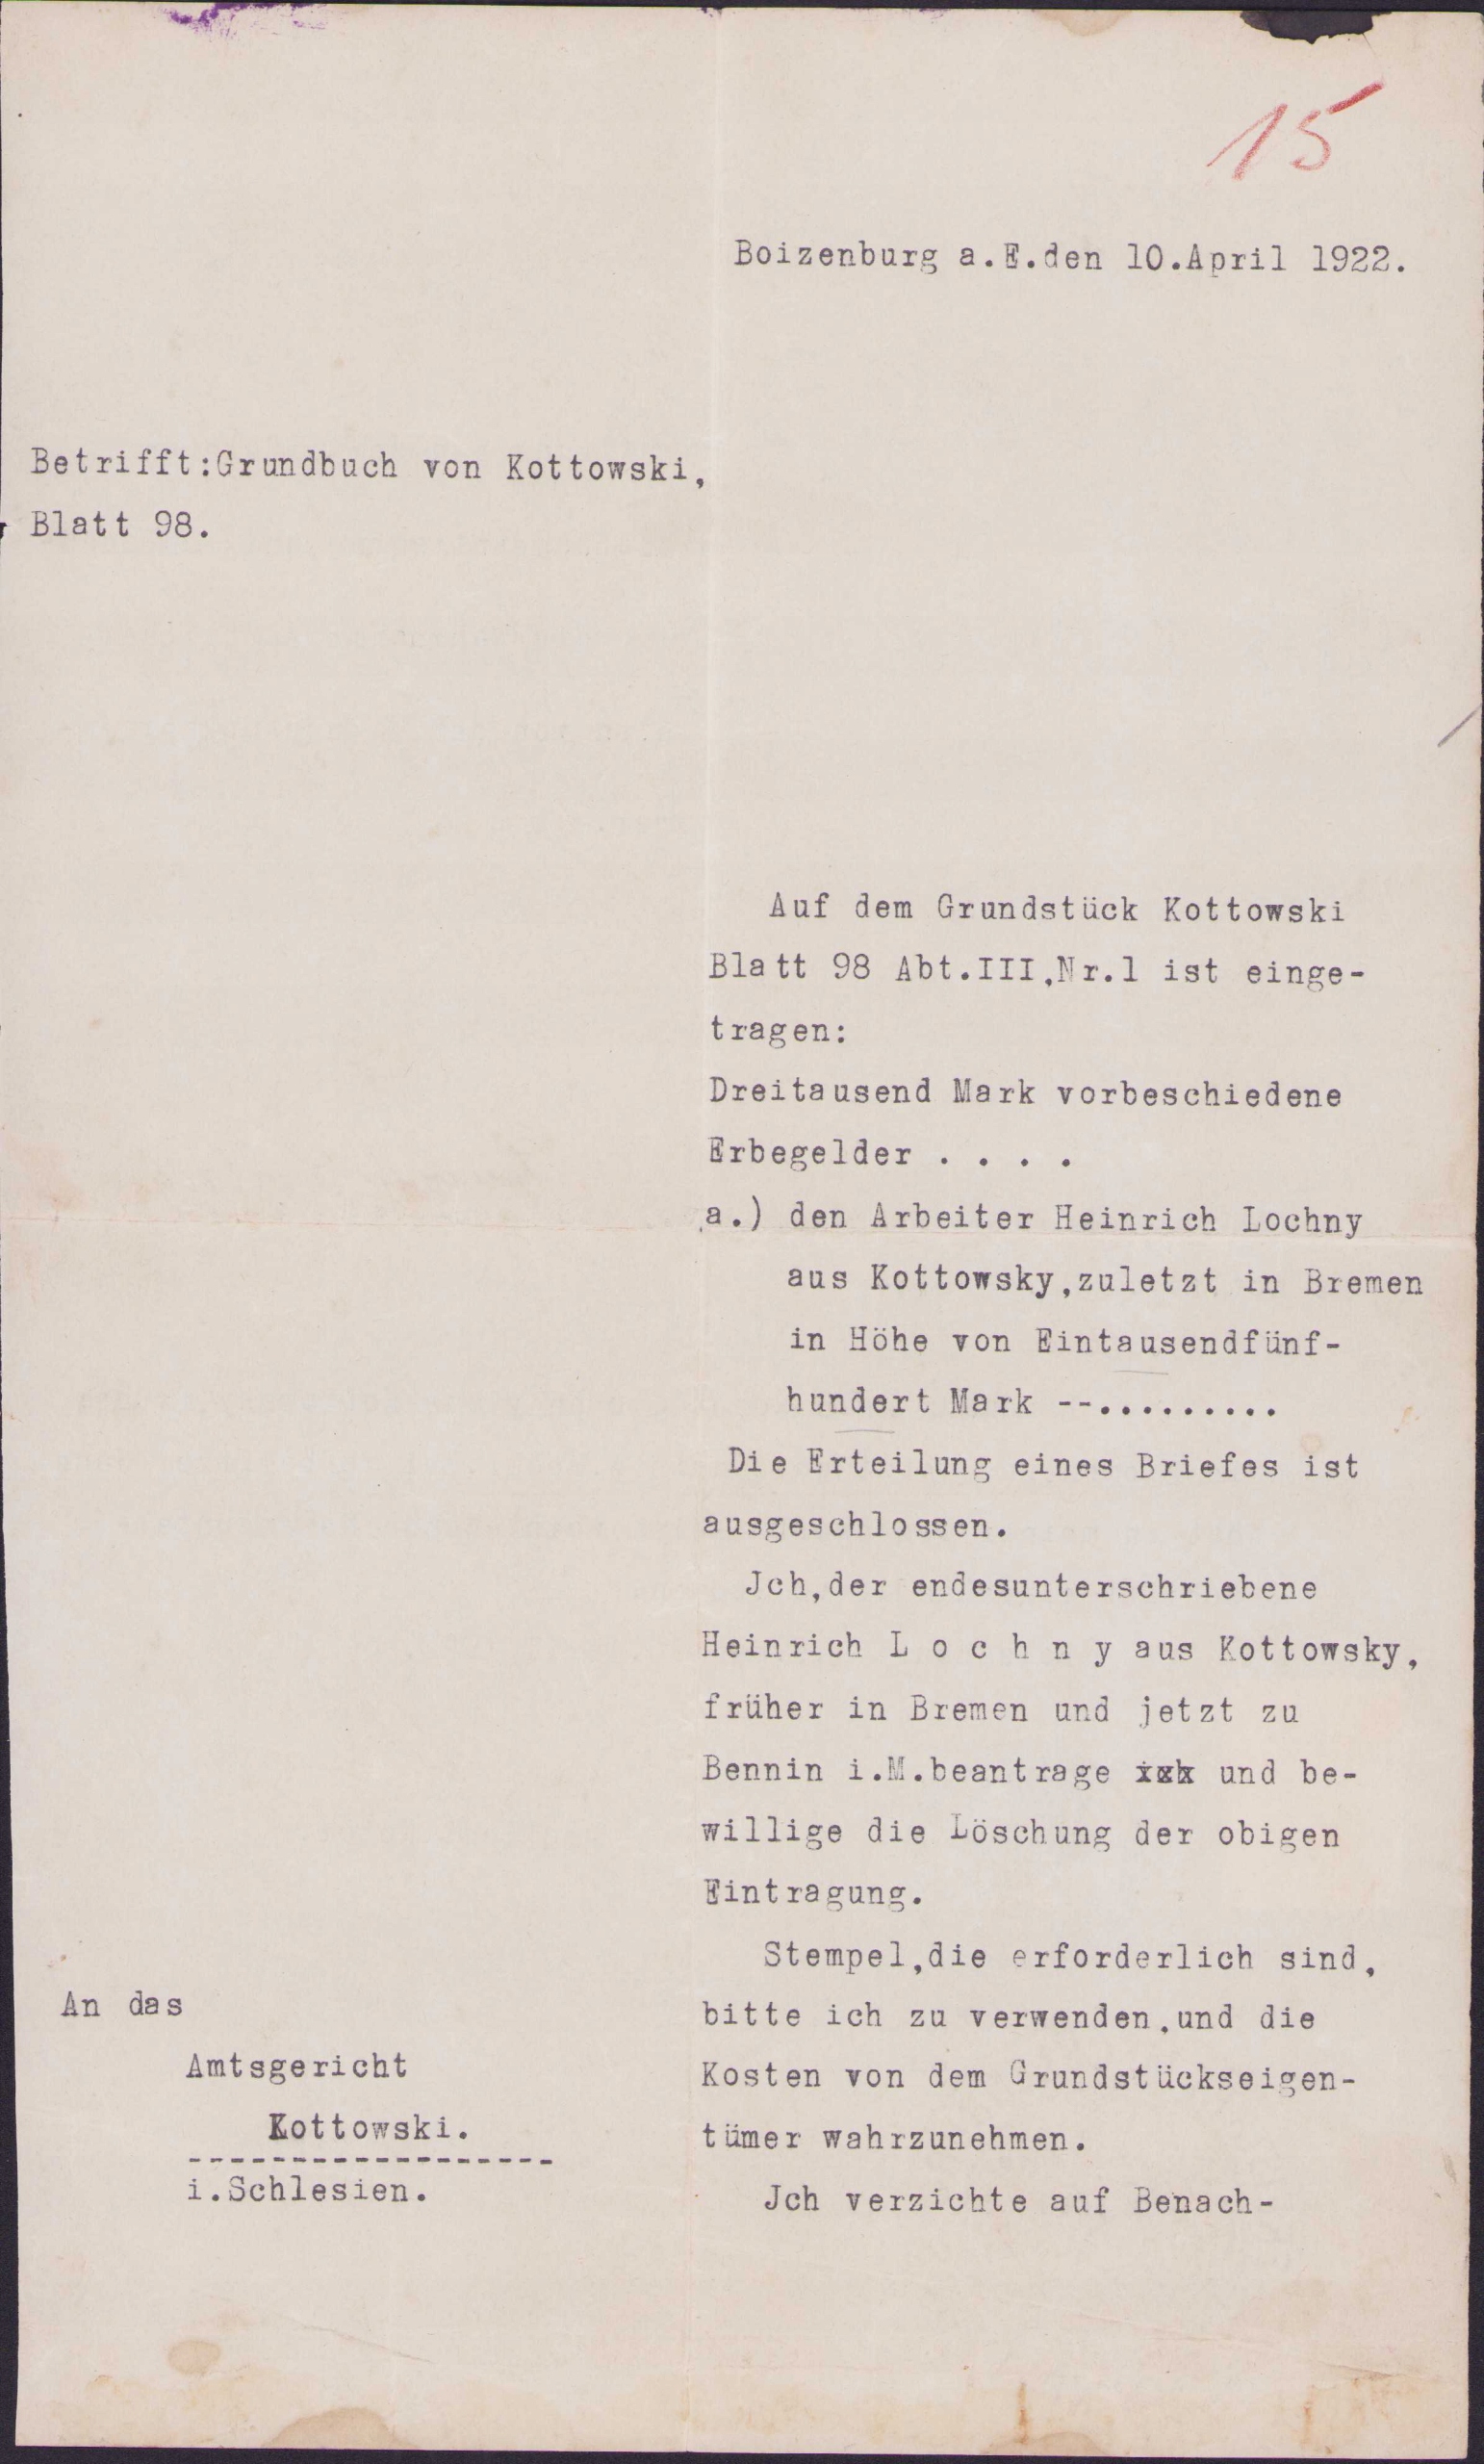 15
Boizenburg a.E.den 10.April 1922.
Betrifft:Grundbuch von Kottowski,
Blatt 98.
Auf dem Grundstück Kottowski
Blatt 98 Abt.III,Nr.1 ist einge-
tragen:
Dreitausend Mark vorbeschiedene
Erbegelder . . . .
a.) den Arbeiter Heinrich Lochny
aus Kottowsky,zuletzt in Bremen
in Höhe von Eintausendfünf-
hundert Mark --.........
Die Erteilung eines Briefes ist
ausgeschlossen.
Jch,der endesunterschriebene
Heinrich L o c h n y aus Kottowsky,
früher in Bremen und jetzt zu
Bennin i.M.beantrage und be-
willige die Löschung der obigen
Eintragung.
Stempel,die erforderlich sind,
bitte ich zu verwenden,und die
Kosten von dem Grundstückseigen-
tümer wahrzunehmen.
Jch verzichte auf Benach-
An das
Amtsgericht
Kottowski.
------------------
i.Schlesien.